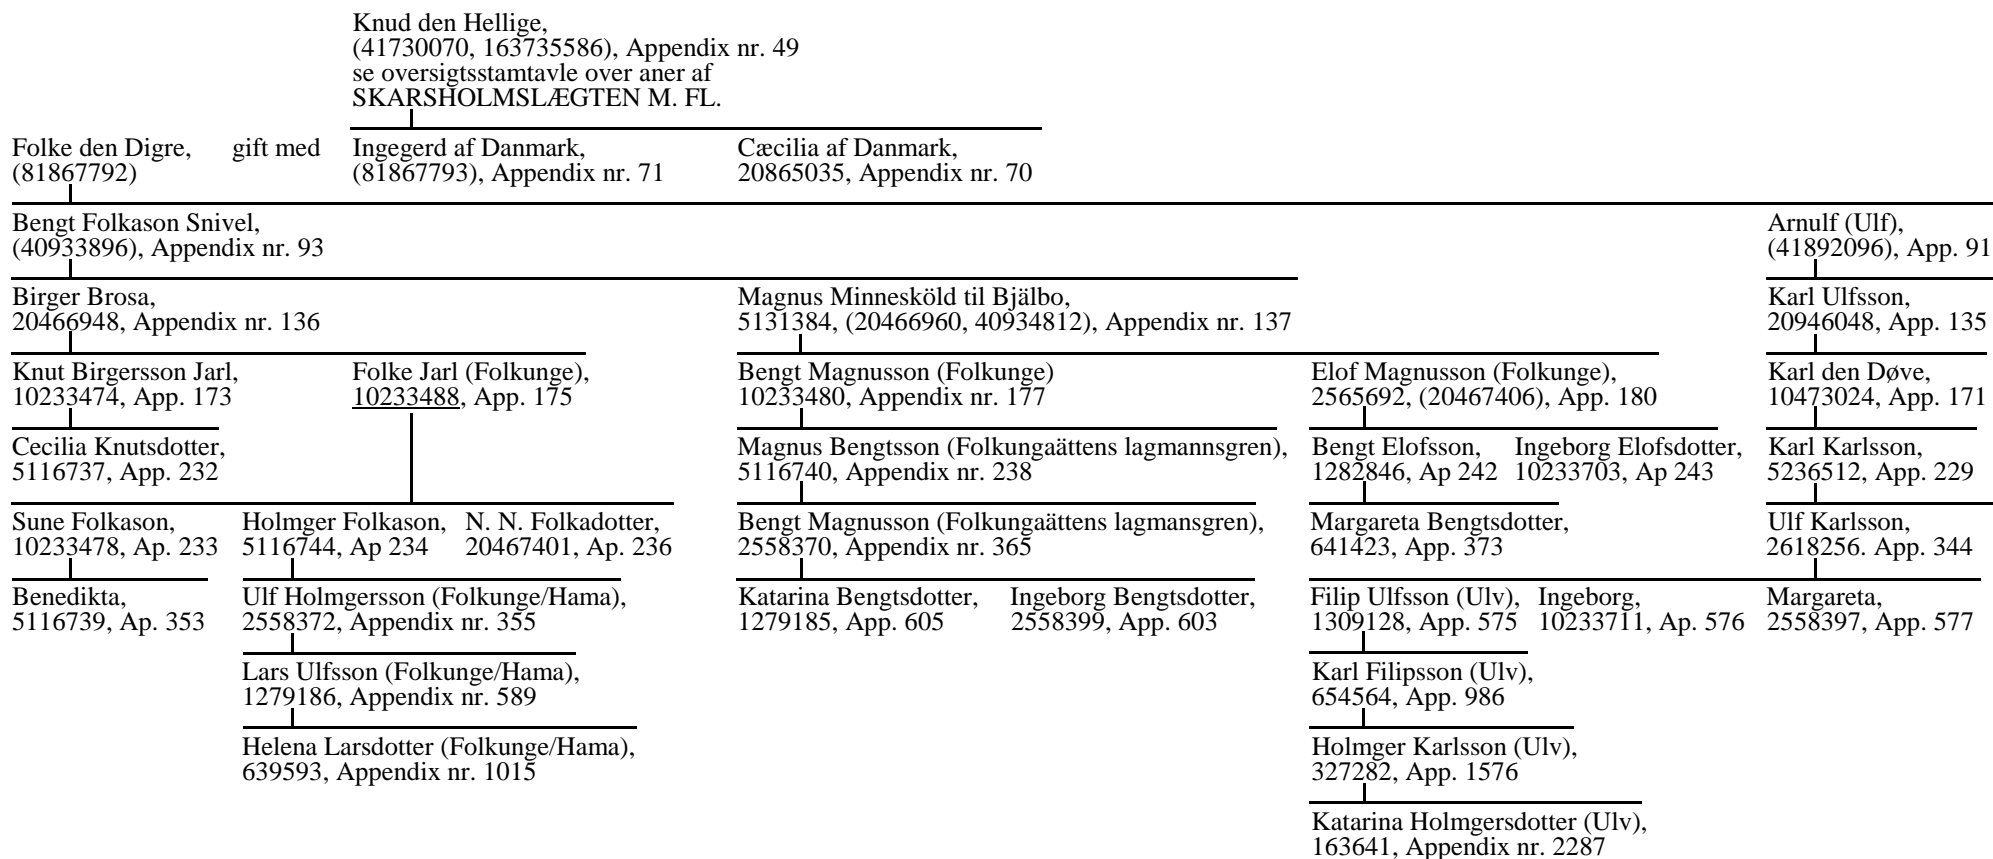 Knud den Hellige,
(41730070, 163735586), Appendix nr. 49
se oversigtsstamtavle over aner af
SKARSHOLMSLÆGTEN M. FL.
Folke den Digre, gift med
(81867792)
Ingegerd af Danmark,
(81867793), Appendix nr. 71
Cæcilia af Danmark,
20865035, Appendix nr. 70
Bengt Folkason Snivel,
(40933896), Appendix nr. 93
Arnulf (Ulf),
(41892096), App. 91
Birger Brosa,
20466948, Appendix nr. 136
Magnus Minnesköld til Bjälbo,
5131384, (20466960, 40934812), Appendix nr. 137
Karl Ulfsson,
20946048, App. 135
Knut Birgersson Jarl,
10233474, App. 173
Folke Jarl (Folkunge),
10233488, App. 175
Bengt Magnusson (Folkunge)
10233480, Appendix nr. 177
Elof Magnusson (Folkunge),
2565692, (20467406), App. 180
Karl den Døve,
10473024, App. 171
Cecilia Knutsdotter,
5116737, App. 232
Magnus Bengtsson (Folkungaättens lagmannsgren),
5116740, Appendix nr. 238
Bengt Elofsson,
1282846, Ap 242
Ingeborg Elofsdotter,
10233703, Ap 243
Karl Karlsson,
5236512, App. 229
Sune Folkason,
10233478, Ap. 233
Holmger Folkason,
5116744, Ap 234
N. N. Folkadotter,
20467401, Ap. 236
Bengt Magnusson (Folkungaättens lagmansgren),
2558370, Appendix nr. 365
Margareta Bengtsdotter,
641423, App. 373
Ulf Karlsson,
2618256. App. 344
Benedikta,
5116739, Ap. 353
Ulf Holmgersson (Folkunge/Hama),
2558372, Appendix nr. 355
Katarina Bengtsdotter,
1279185, App. 605
Ingeborg Bengtsdotter,
2558399, App. 603
Filip Ulfsson (Ulv),
1309128, App. 575
Ingeborg,
10233711, Ap. 576
Margareta,
2558397, App. 577
Lars Ulfsson (Folkunge/Hama),
1279186, Appendix nr. 589
Karl Filipsson (Ulv),
654564, App. 986
Helena Larsdotter (Folkunge/Hama),
639593, Appendix nr. 1015
Holmger Karlsson (Ulv),
327282, App. 1576
Katarina Holmgersdotter (Ulv),
163641, Appendix nr. 2287